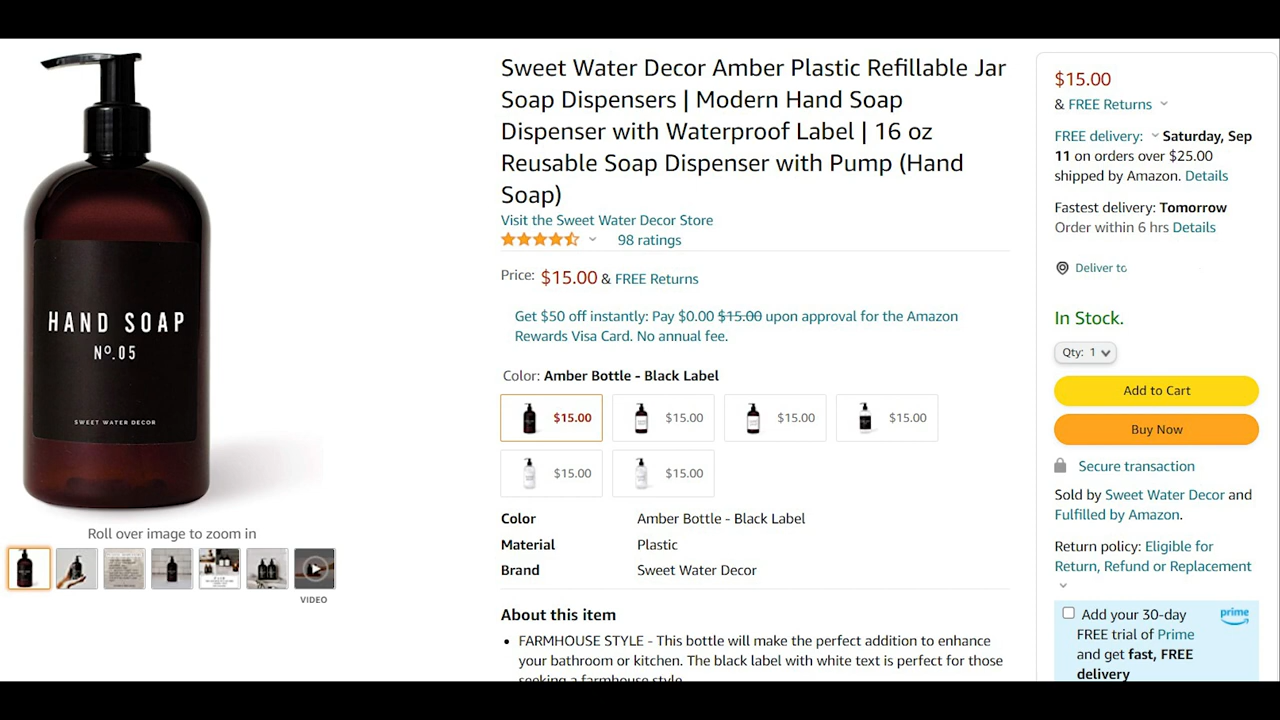 HAND SOAP
Nº.05
SWEET WATER DECOR
Roll over image to zoom in
VIDEO
Sweet Water Decor Amber Plastic Refillable Jar
Soap Dispensers | Modern Hand Soap
Dispenser with Waterproof Label | 16 oz
Reusable Soap Dispenser with Pump (Hand
Soap)
Visit the Sweet Water Decor Store
98 ratings
Price: $15.00 & FREE Returns
Get $50 off instantly: Pay $0.00 $15.00 upon approval for the Amazon
Rewards Visa Card. No annual fee.
Color: Amber Bottle - Black Label
$15.00 $15.00 $15.00 $15.00
$15.00 $15.00
Color Amber Bottle - Black Label
Material Plastic
Brand Sweet Water Decor
About this item
• FARMHOUSE STYLE - This bottle will make the perfect addition to enhance
your bathroom or kitchen. The black label with white text is perfect for those
seeking a farmhouse style
$15.00
& FREE Returns
FREE delivery: Saturday, Sep
11 on orders over $25.00
shipped by Amazon. Details
Fastest delivery: Tomorrow
Order within 6 hrs Details
Deliver to
In Stock.
Qty: 1
Add to Cart
Buy Now
Secure transaction
Sold by Sweet Water Decor and
Fulfilled by Amazon.
Return policy: Eligible for
Return, Refund or Replacement
Add your 30-day
FREE trial of Prime
and get fast, FREE
delivery
prime